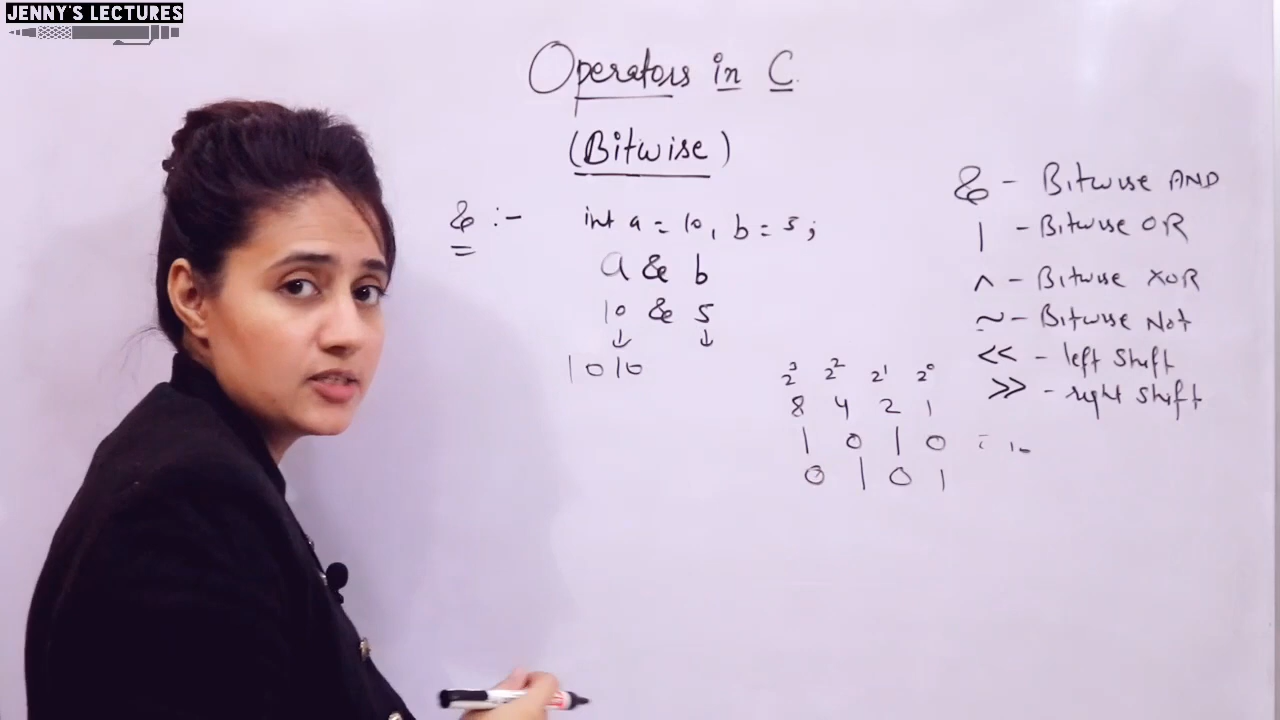 JENNY'S LECTURES
Operators in C
(Bitwise)
& :- int a = 10, b = 5;
a & b
10 & 5
↓ ↓
1010
2³ 2² 2¹ 2⁰
8 4 2 1
1 0 1 0 = 10
0 1 0 1
& - Bitwise AND
| - Bitwise OR
^ - Bitwise XOR
~ - Bitwise Not
<< - left Shift
>> - right Shift